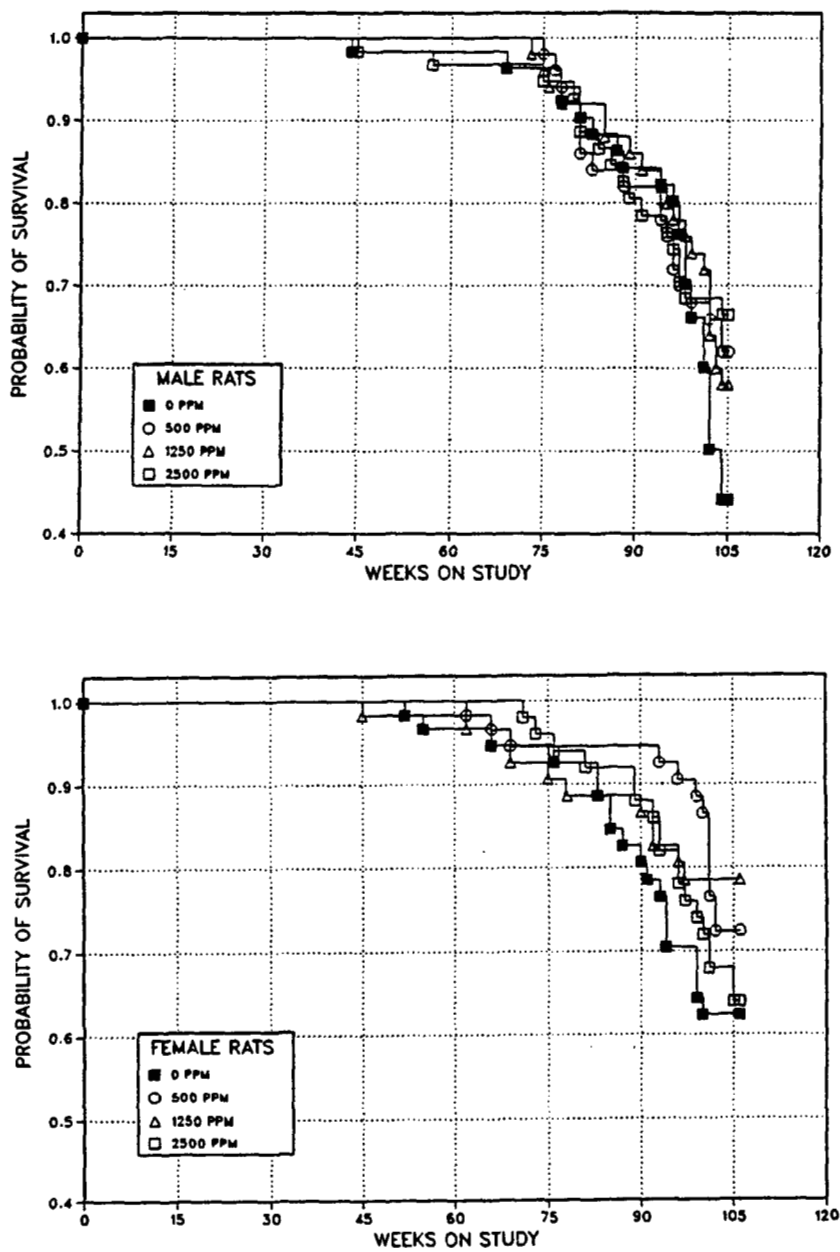 1.0
0.9
0.8
0.7
0.6
0.5
0.4
PROBABILITY OF SURVIVAL
MALE RATS
0 PPM
500 PPM
1250 PPM
2500 PPM
0 15 30 45 60 75 90 105 120
WEEKS ON STUDY
1.0
0.9
0.8
0.7
0.6
0.5
0.4
PROBABILITY OF SURVIVAL
FEMALE RATS
0 PPM
500 PPM
1250 PPM
2500 PPM
0 15 30 45 60 75 90 105 120
WEEKS ON STUDY